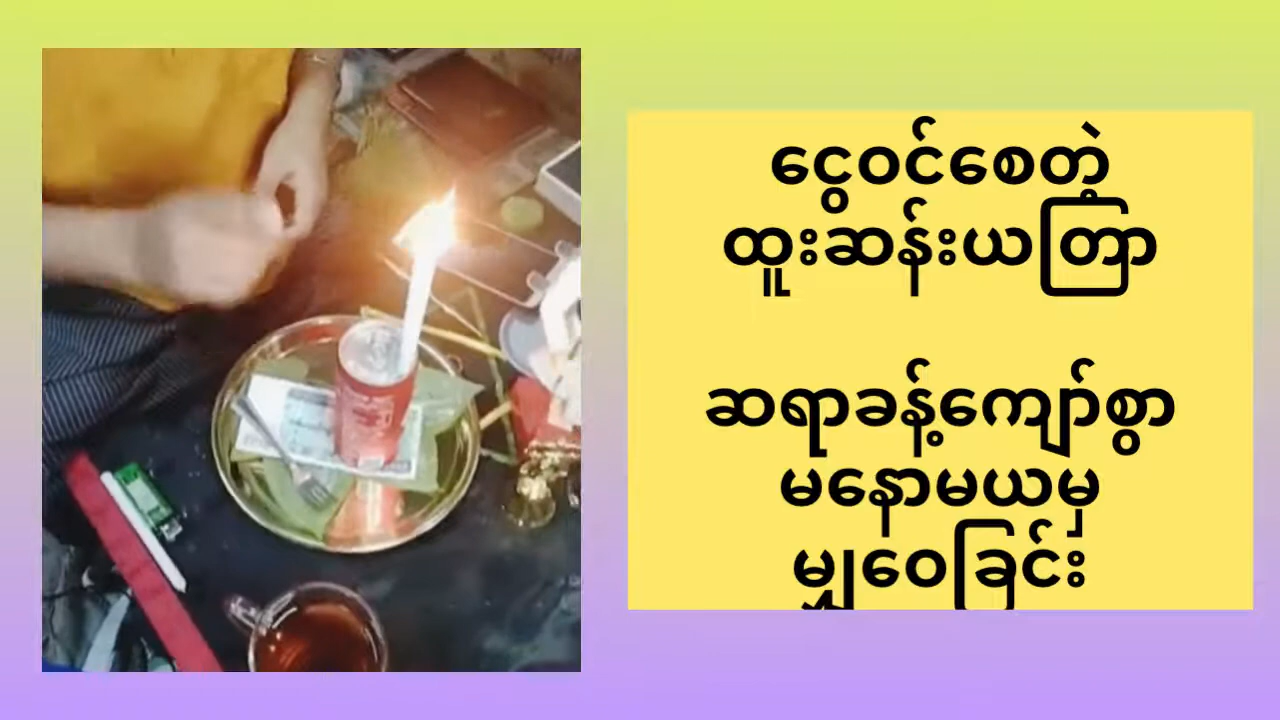 ငွေဝင်စေတဲ့
ထူးဆန်းယတြာ
ဆရာခန့်ကျော်စွာ
မနောမယမှ
မျှဝေခြင်း